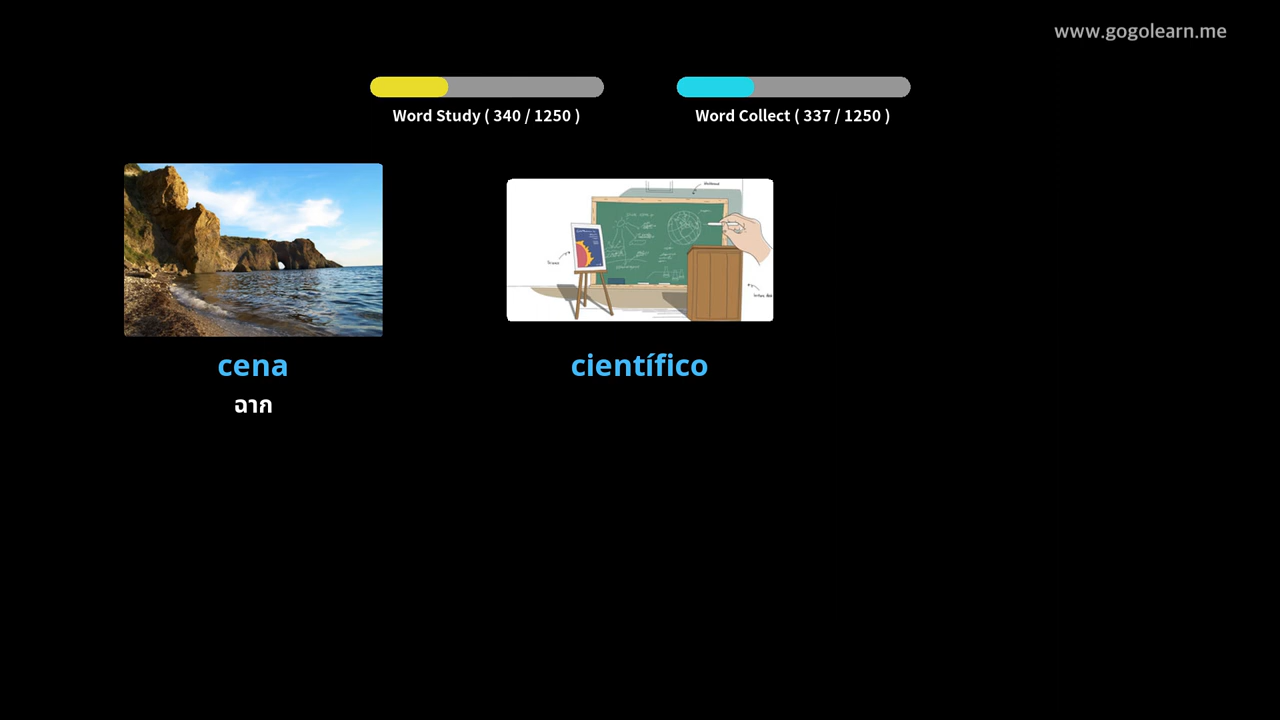 www.gogolearn.me
Word Study ( 340 / 1250 )
Word Collect ( 337 / 1250 )
cena
ฉาก
científico